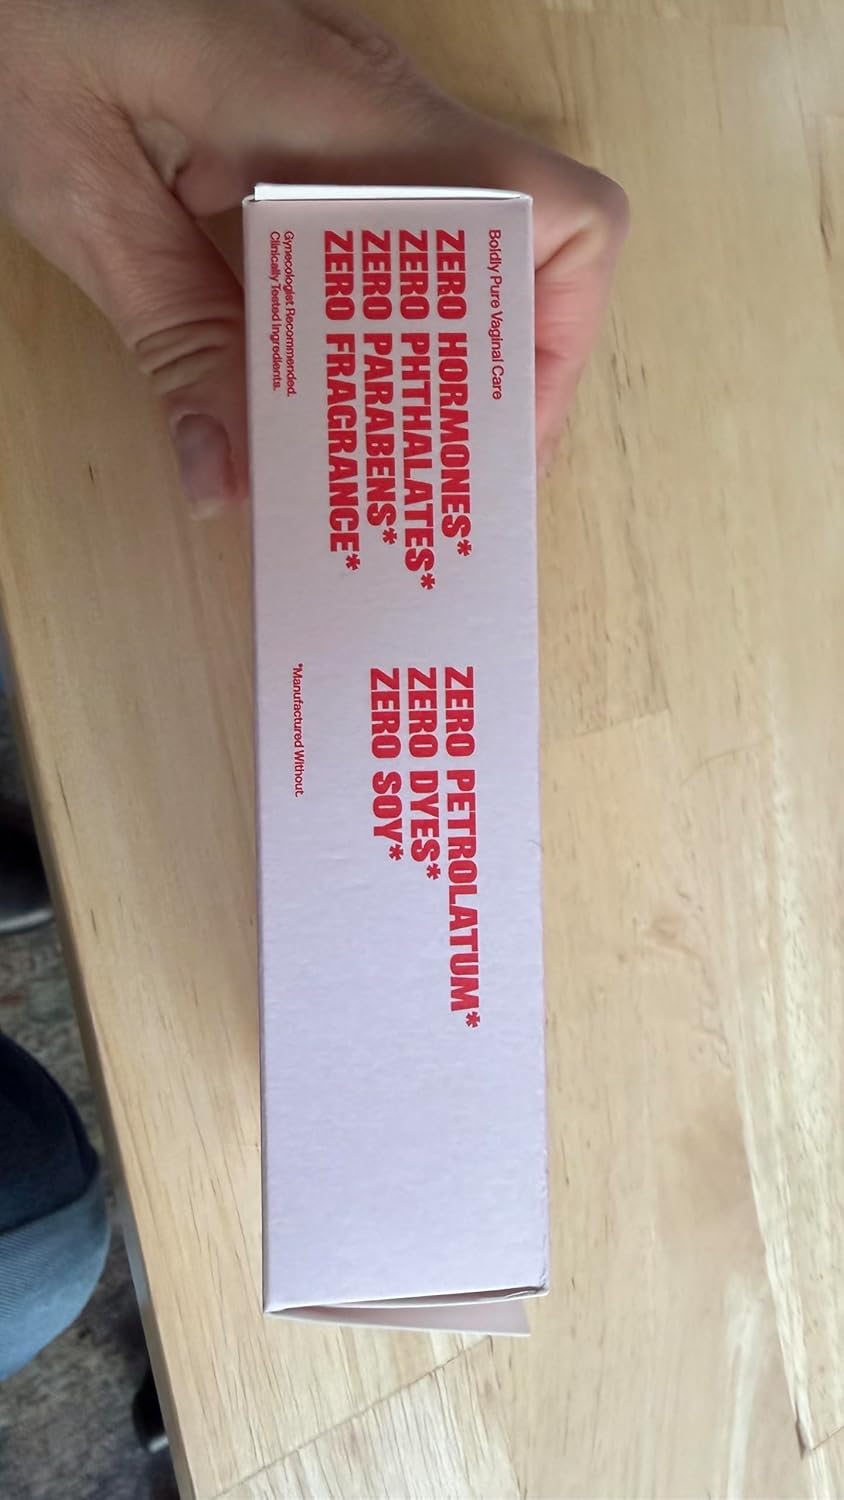 Boldly Pure Vaginal Care
ZERO HORMONES*
ZERO PHTHALATES*
ZERO PARABENS*
ZERO FRAGRANCE*
Gynecologist Recommended.
Clinically Tested Ingredients.
ZERO PETROLATUM*
ZERO DYES*
ZERO SOY*
*Manufactured Without.